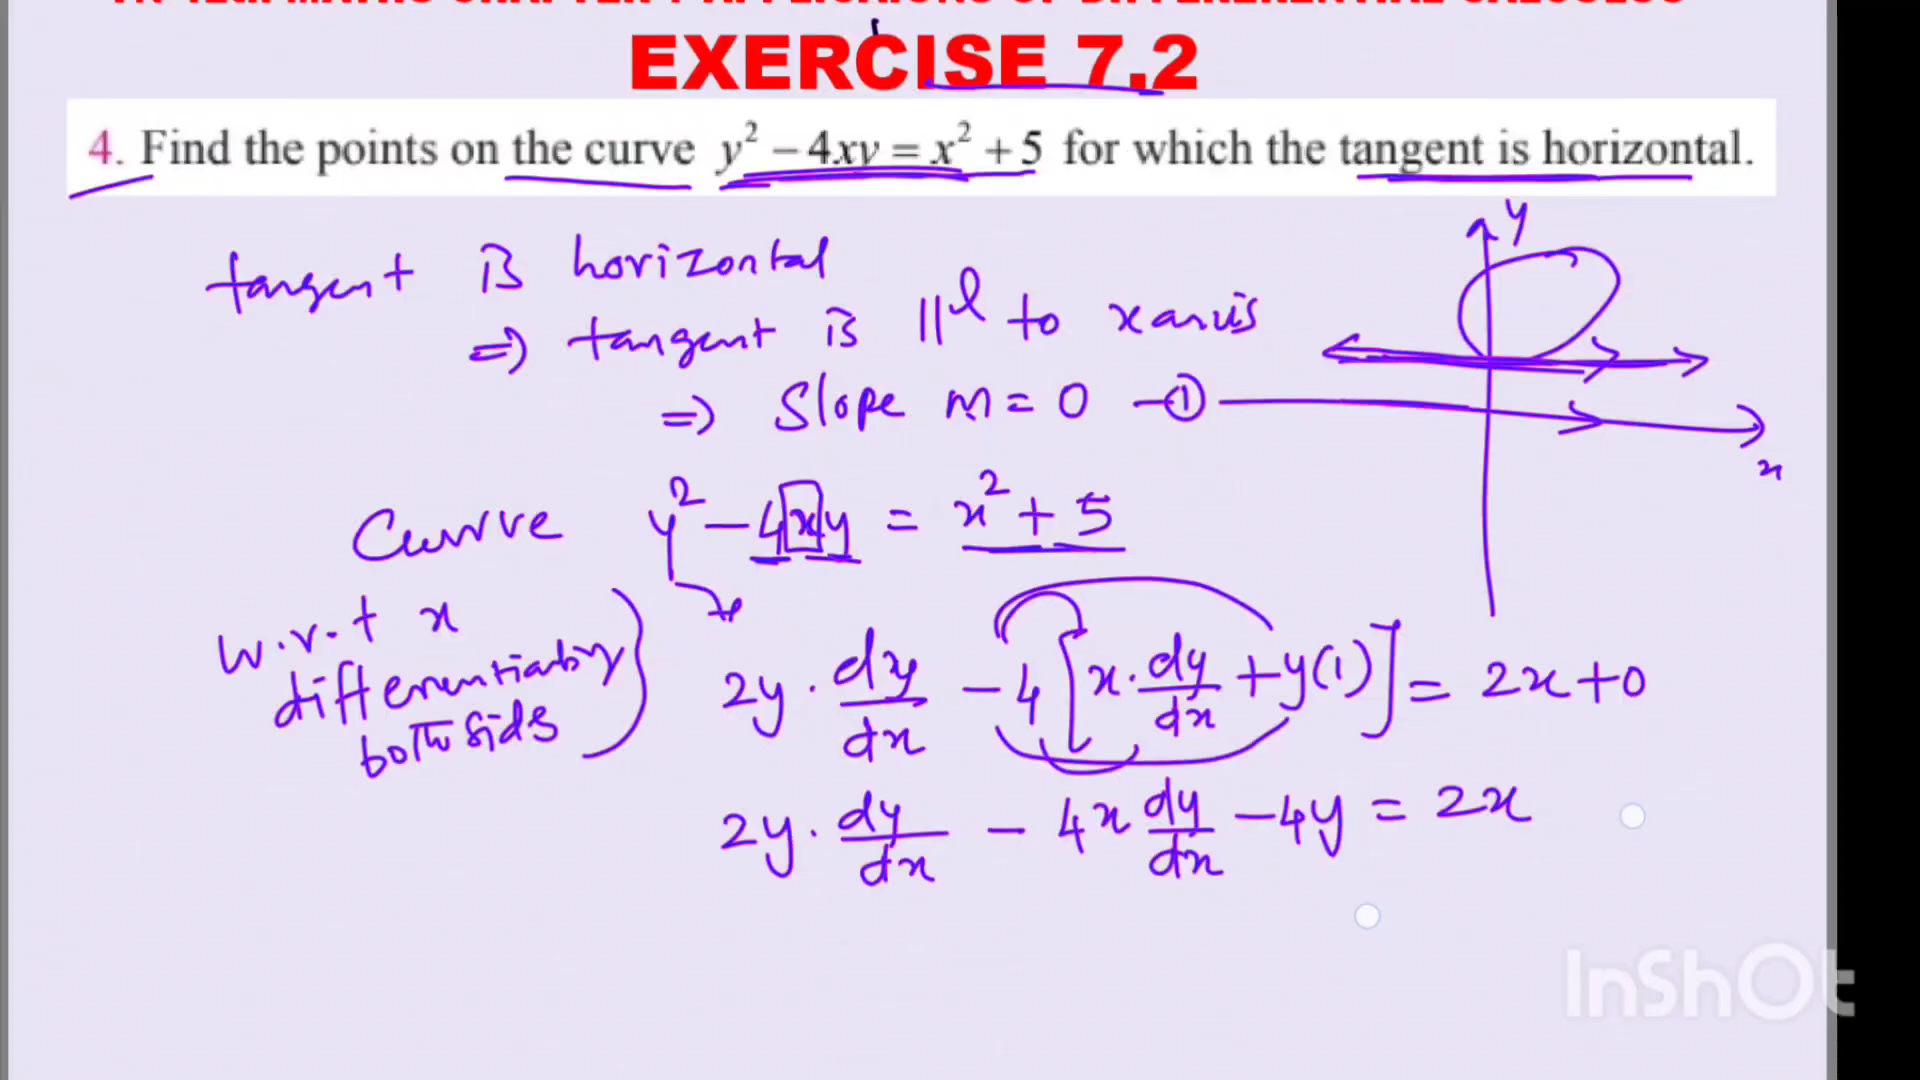 EXERCISE 7.2
4. Find the points on the curve y² − 4xy = x² + 5 for which the tangent is horizontal.
tangent is horizontal
⇒ tangent is ||l to x axis
⇒ Slope m = 0 —①
y
x
Curve y² − 4xy = x² + 5
w.r.t x
differentiating
both sides
2y · dy/dx − 4[x · dy/dx + y(1)] = 2x + 0
2y · dy/dx − 4x dy/dx − 4y = 2x
InShOt